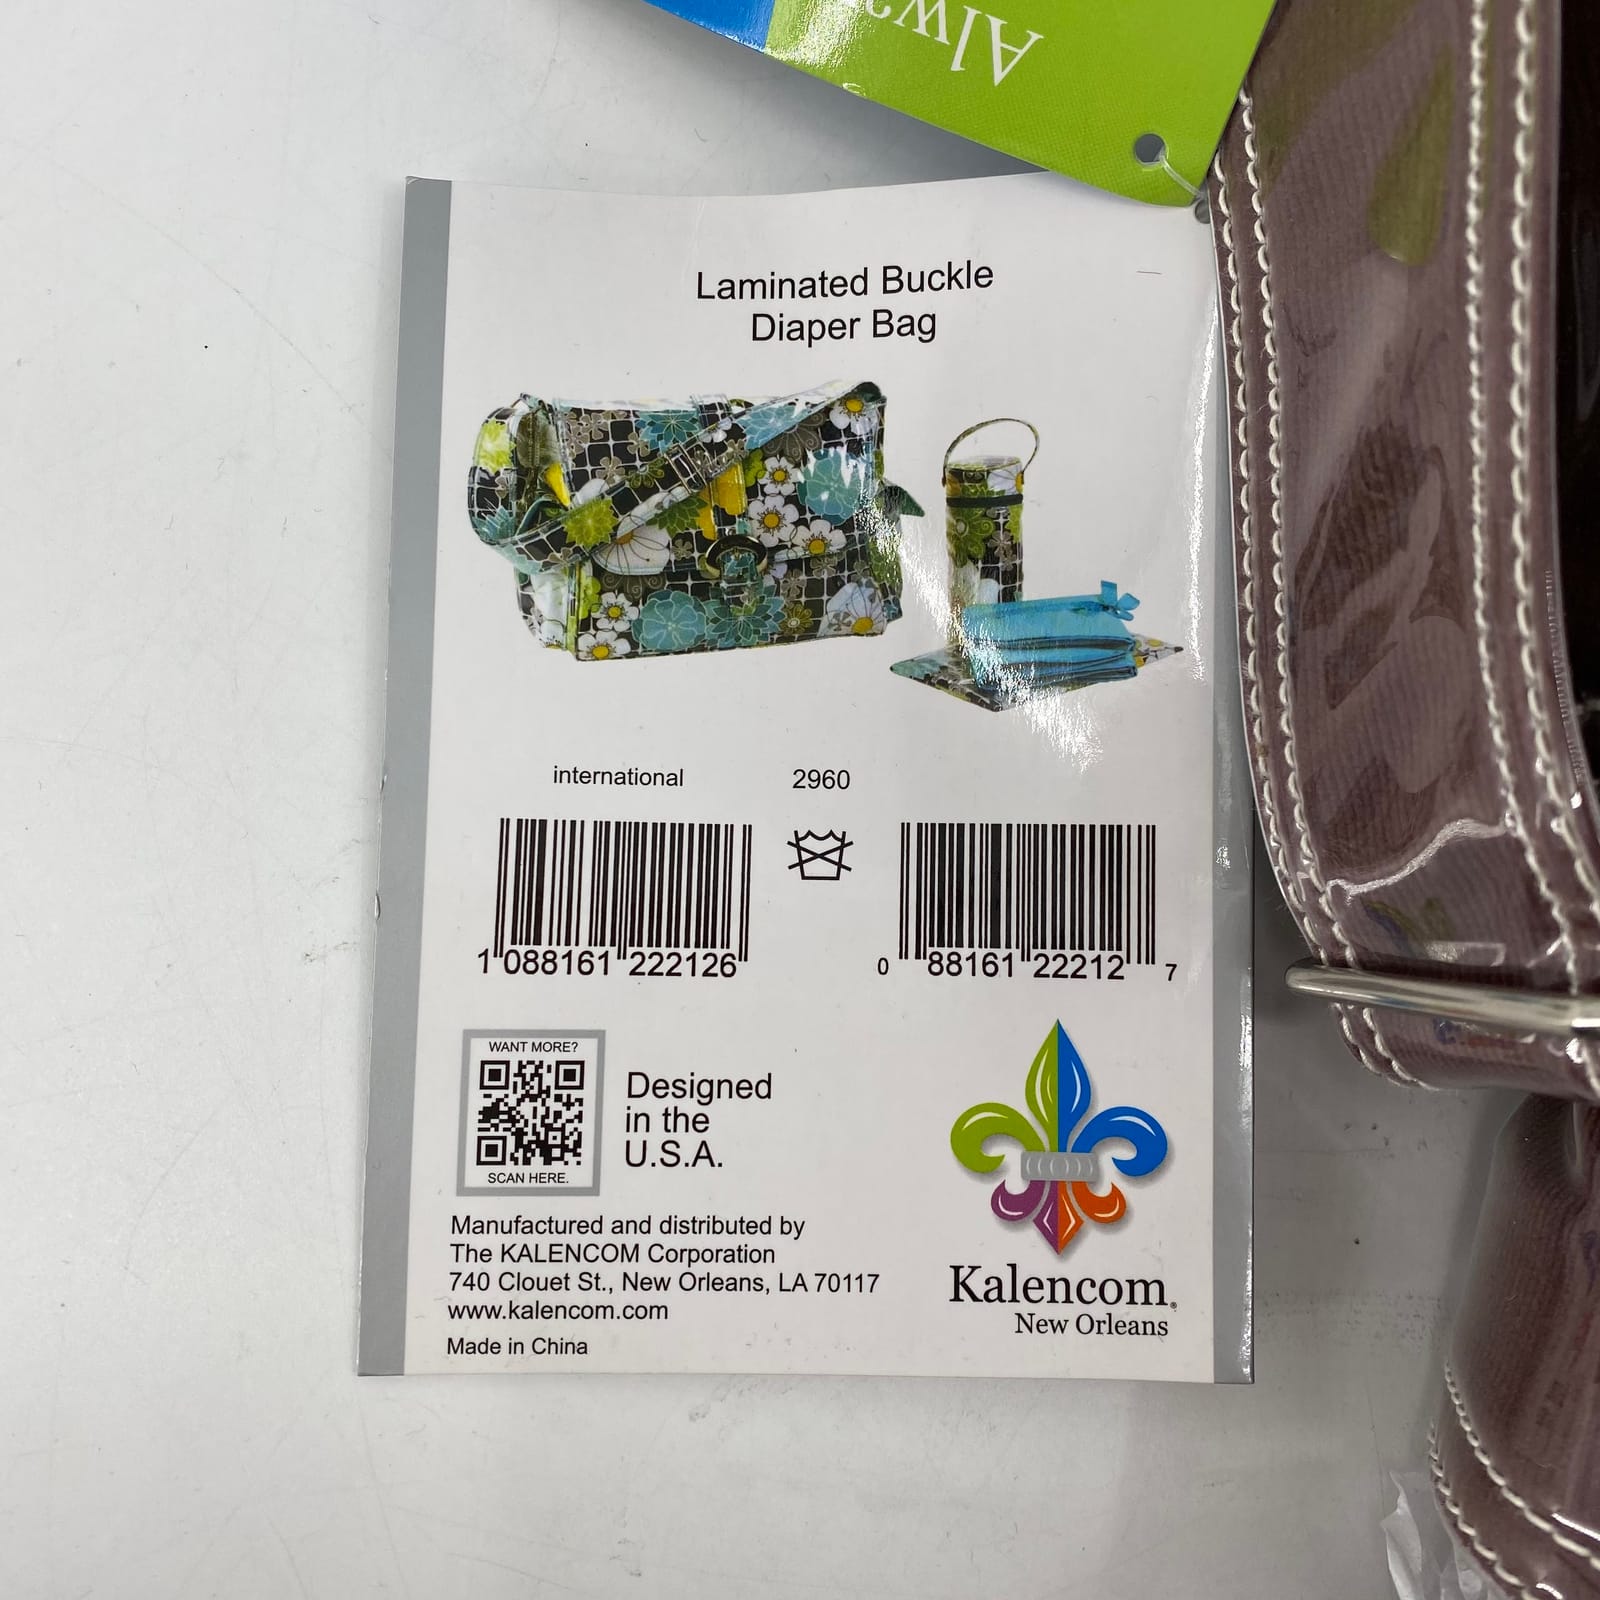 Laminated Buckle
Diaper Bag
international 2960
1 088161 222126
0 88161 22212 7
WANT MORE?
SCAN HERE.
Designed
in the
U.S.A.
Manufactured and distributed by
The KALENCOM Corporation
740 Clouet St., New Orleans, LA 70117
www.kalencom.com
Made in China
Kalencom®
New Orleans